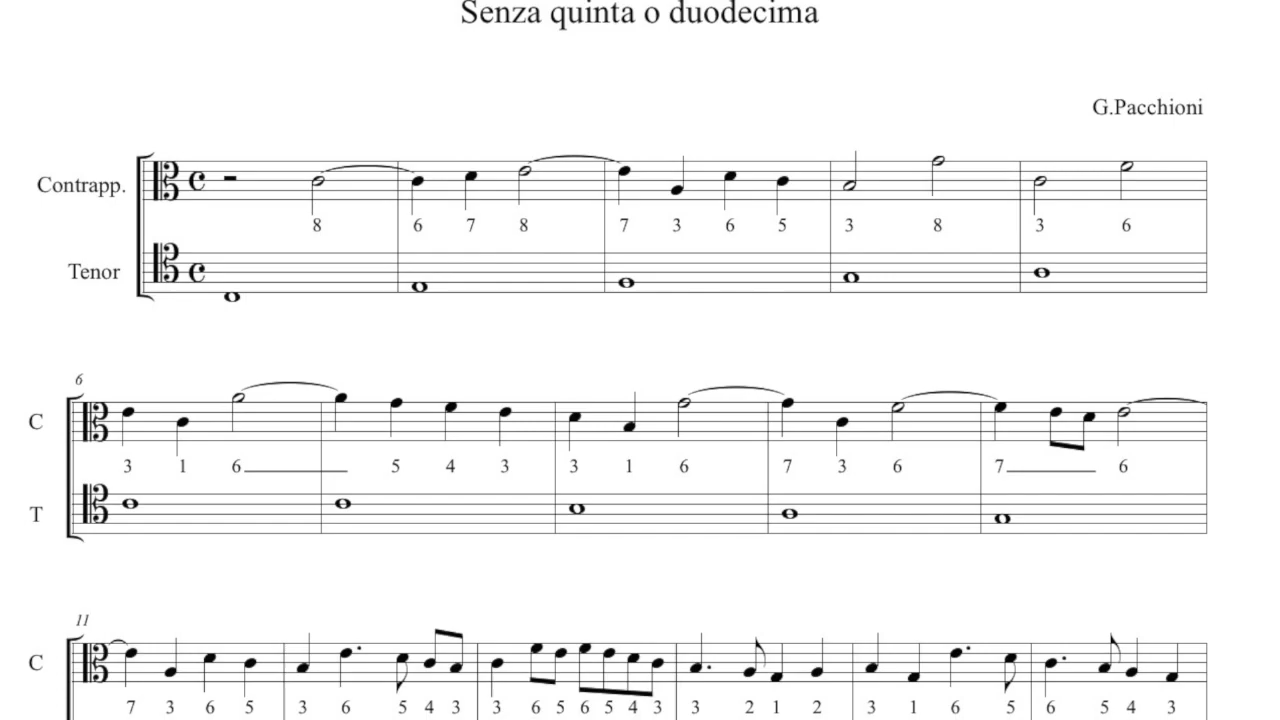 Senza quinta o duodecima
G.Pacchioni
Contrapp.
8 6 7 8 7 3 6 5 3 8 3 6
Tenor
6
C
3 1 6 5 4 3 3 1 6 7 3 6 7 6
T
11
C
7 3 6 5 3 6 5 4 3 3 6 5 6 5 4 3 3 2 1 2 3 1 6 5 6 5 4 3